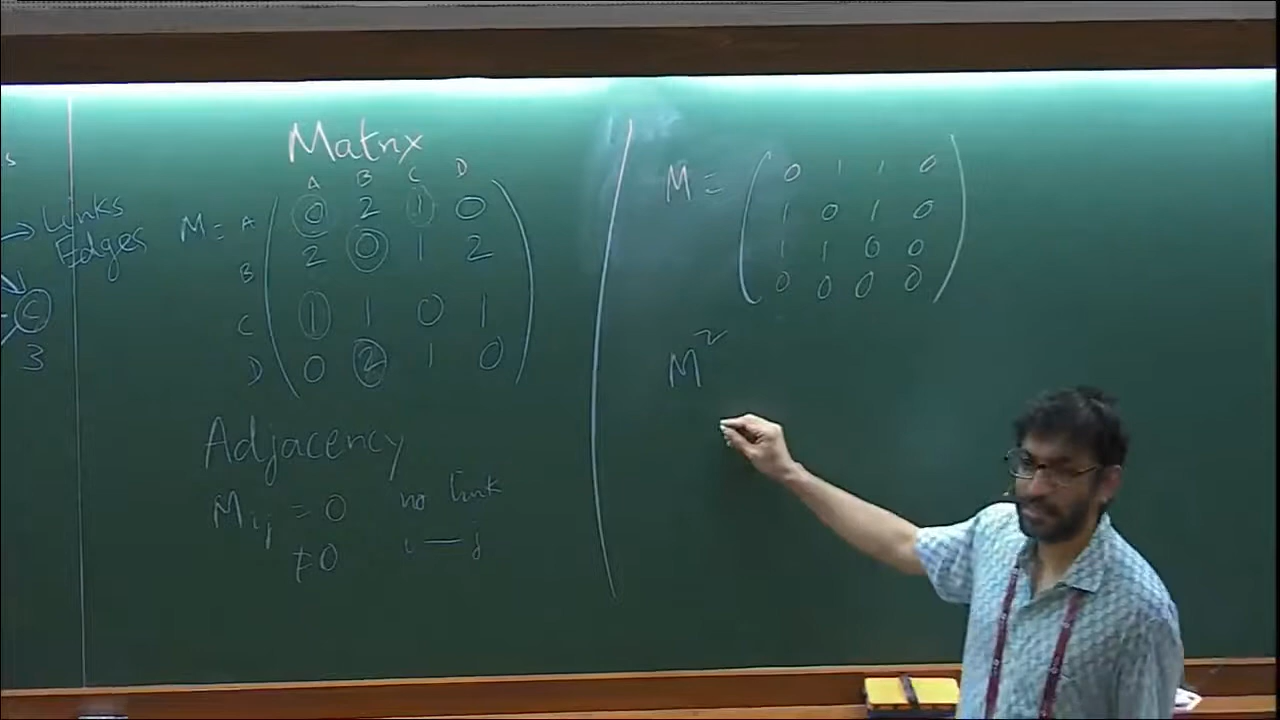 s
→ Links
Edges
C
3
Matrix
A B C D
M = A 0 2 1 0
B 2 0 1 2
C 1 1 0 1
D 0 2 1 0
Adjacency
Mij = 0 no link
≠0 i — j
M = 0 1 1 0
1 0 1 0
1 1 0 0
0 0 0 0
M²